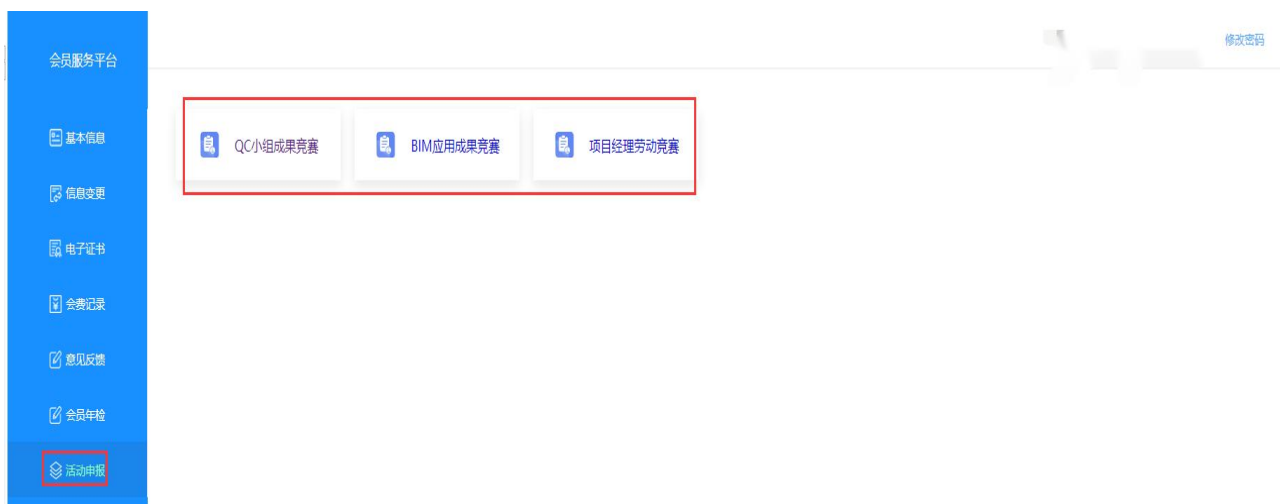 修改密码
会员服务平台
基本信息
QC小组成果竞赛
BIM应用成果竞赛
项目经理劳动竞赛
信息变更
电子证书
会费记录
意见反馈
会员年检
活动申报